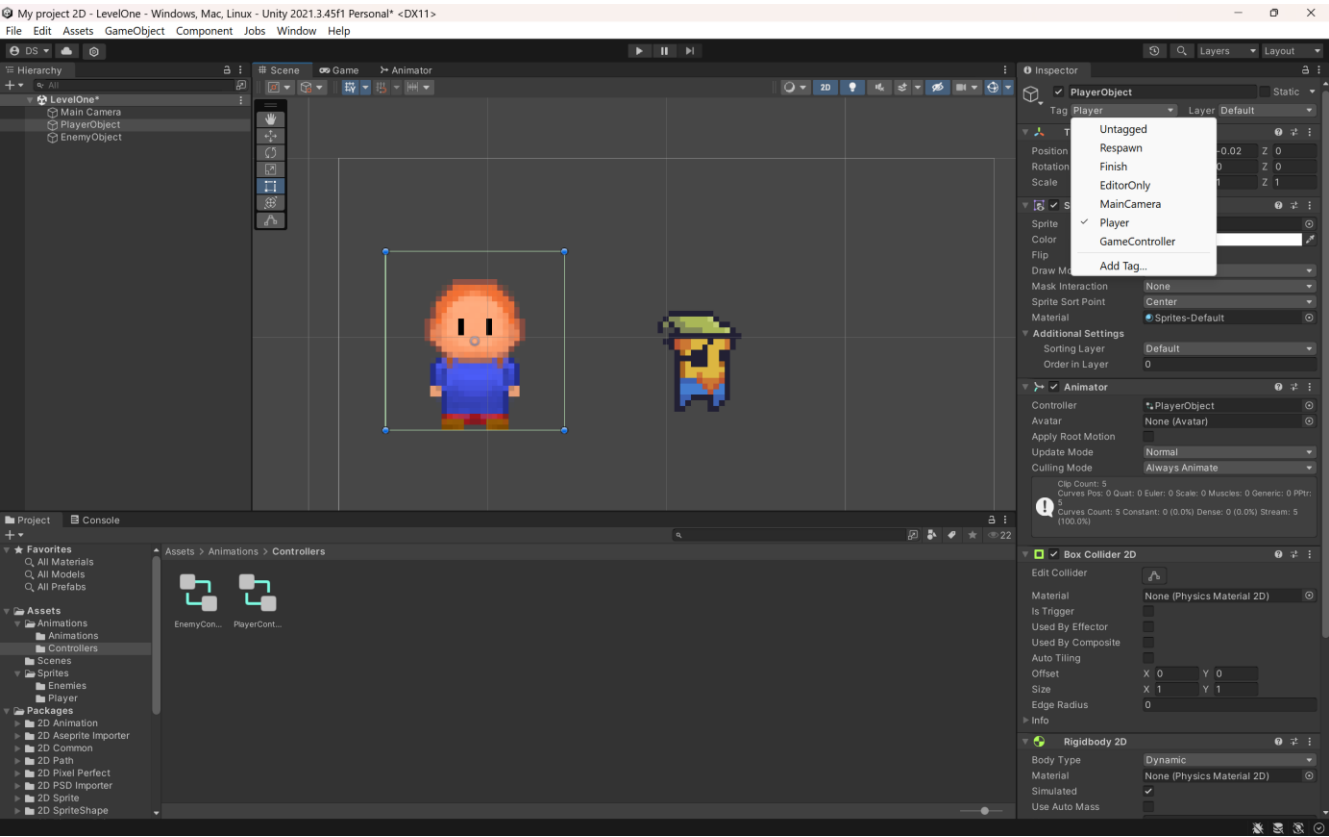 My project 2D - LevelOne - Windows, Mac, Linux - Unity 2021.3.45f1 Personal* <DX11>
File Edit Assets GameObject Component Jobs Window Help
DS Layers Layout
Hierarchy
All
LevelOne*
Main Camera
PlayerObject
EnemyObject
Scene Game Animator
2D
Inspector
PlayerObject Static
Tag Player Layer Default
Untagged
Respawn
Finish
EditorOnly
MainCamera
Player
GameController
Add Tag...
T
Position -0.02 Z 0
Rotation 0 Z 0
Scale 1 Z 1
S
Sprite
Color
Flip
Draw Mo
Mask Interaction None
Sprite Sort Point Center
Material Sprites-Default
Additional Settings
Sorting Layer Default
Order in Layer 0
Animator
Controller PlayerObject
Avatar None (Avatar)
Apply Root Motion
Update Mode Normal
Culling Mode Always Animate
Clip Count: 5
Curves Pos: 0 Quat: 0 Euler: 0 Scale: 0 Muscles: 0 Generic: 0 PPtr:
5
Curves Count: 5 Constant: 0 (0.0%) Dense: 0 (0.0%) Stream: 5
(100.0%)
Box Collider 2D
Edit Collider
Material None (Physics Material 2D)
Is Trigger
Used By Effector
Used By Composite
Auto Tiling
Offset X 0 Y 0
Size X 1 Y 1
Edge Radius 0
Info
Rigidbody 2D
Body Type Dynamic
Material None (Physics Material 2D)
Simulated
Use Auto Mass
Project Console
22
Favorites
All Materials
All Models
All Prefabs
Assets
Animations
Animations
Controllers
Scenes
Sprites
Enemies
Player
Packages
2D Animation
2D Aseprite Importer
2D Common
2D Path
2D Pixel Perfect
2D PSD Importer
2D Sprite
2D SpriteShape
Assets > Animations > Controllers
EnemyCon... PlayerCont...